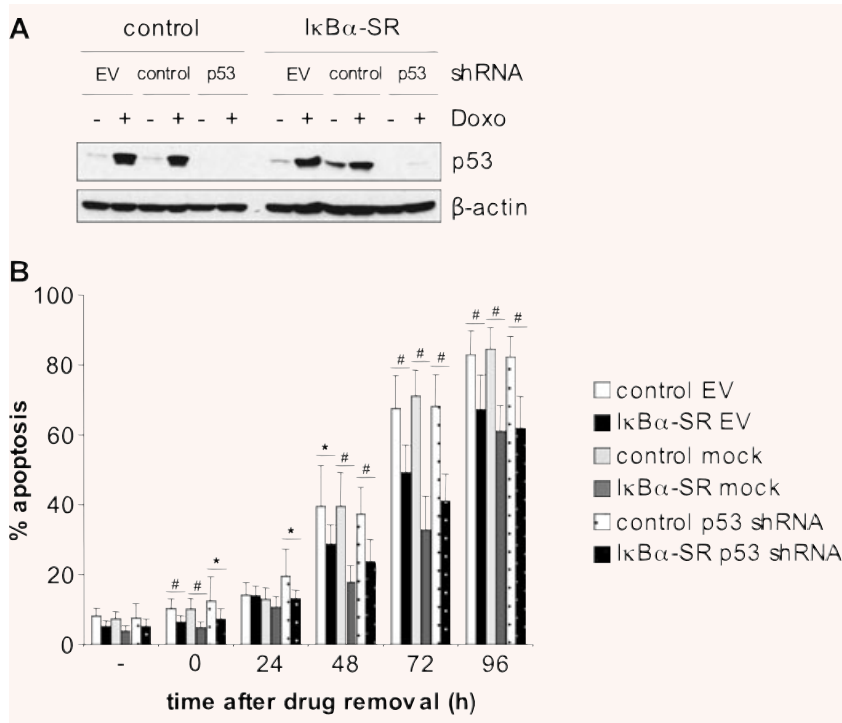 A
control IκBα-SR
EV control p53 EV control p53 shRNA
- + - + - + - + - + - + Doxo
p53
β-actin
B
100
80
60
40
20
0
% apoptosis
# # *
*
* # #
# # #
# # #
- 0 24 48 72 96
time after drug removal (h)
control EV
IκBα-SR EV
control mock
IκBα-SR mock
control p53 shRNA
IκBα-SR p53 shRNA